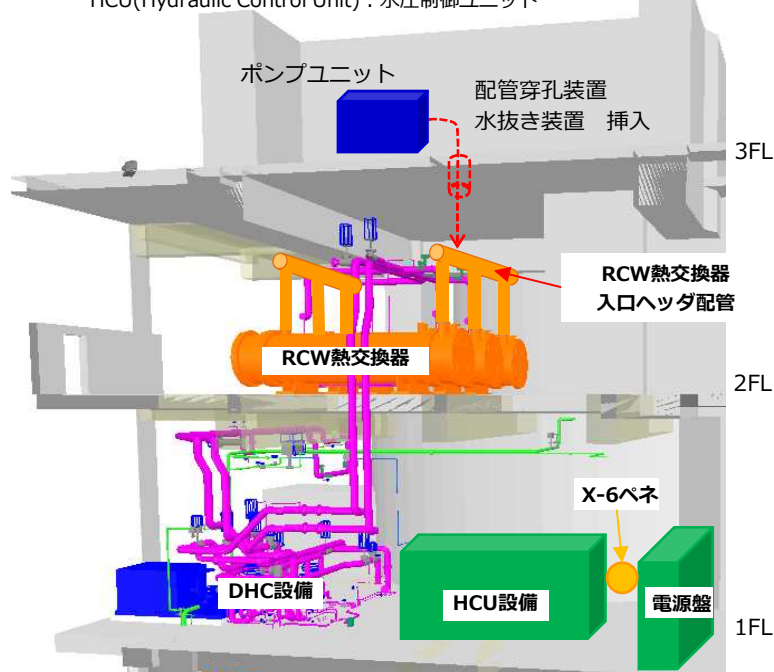 HCU(Hydraulic Control Unit)：水圧制御ユニット
ポンプユニット
配管穿孔装置
水抜き装置　挿入
3FL
RCW熱交換器
入口ヘッダ配管
RCW熱交換器
2FL
X-6ペネ
DHC設備
HCU設備
電源盤
1FL